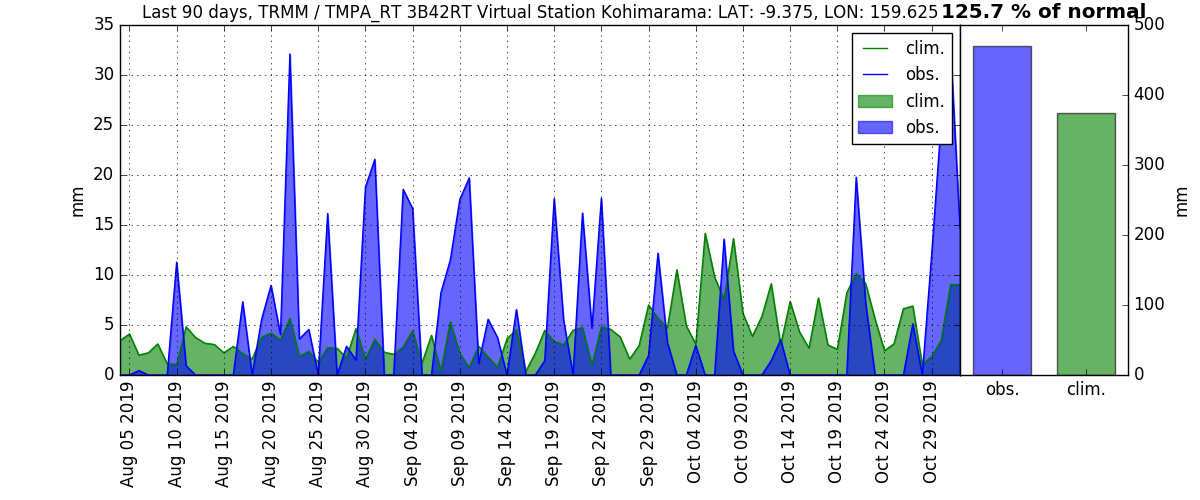 Last 90 days, TRMM / TMPA_RT 3B42RT Virtual Station Kohimarama: LAT: -9.375, LON: 159.625 125.7 % of normal
35
30
25
20
15
10
5
0
mm
clim.
obs.
clim.
obs.
500
400
300
200
100
0
mm
obs.
clim.
Aug 05 2019
Aug 10 2019
Aug 15 2019
Aug 20 2019
Aug 25 2019
Aug 30 2019
Sep 04 2019
Sep 09 2019
Sep 14 2019
Sep 19 2019
Sep 24 2019
Sep 29 2019
Oct 04 2019
Oct 09 2019
Oct 14 2019
Oct 19 2019
Oct 24 2019
Oct 29 2019